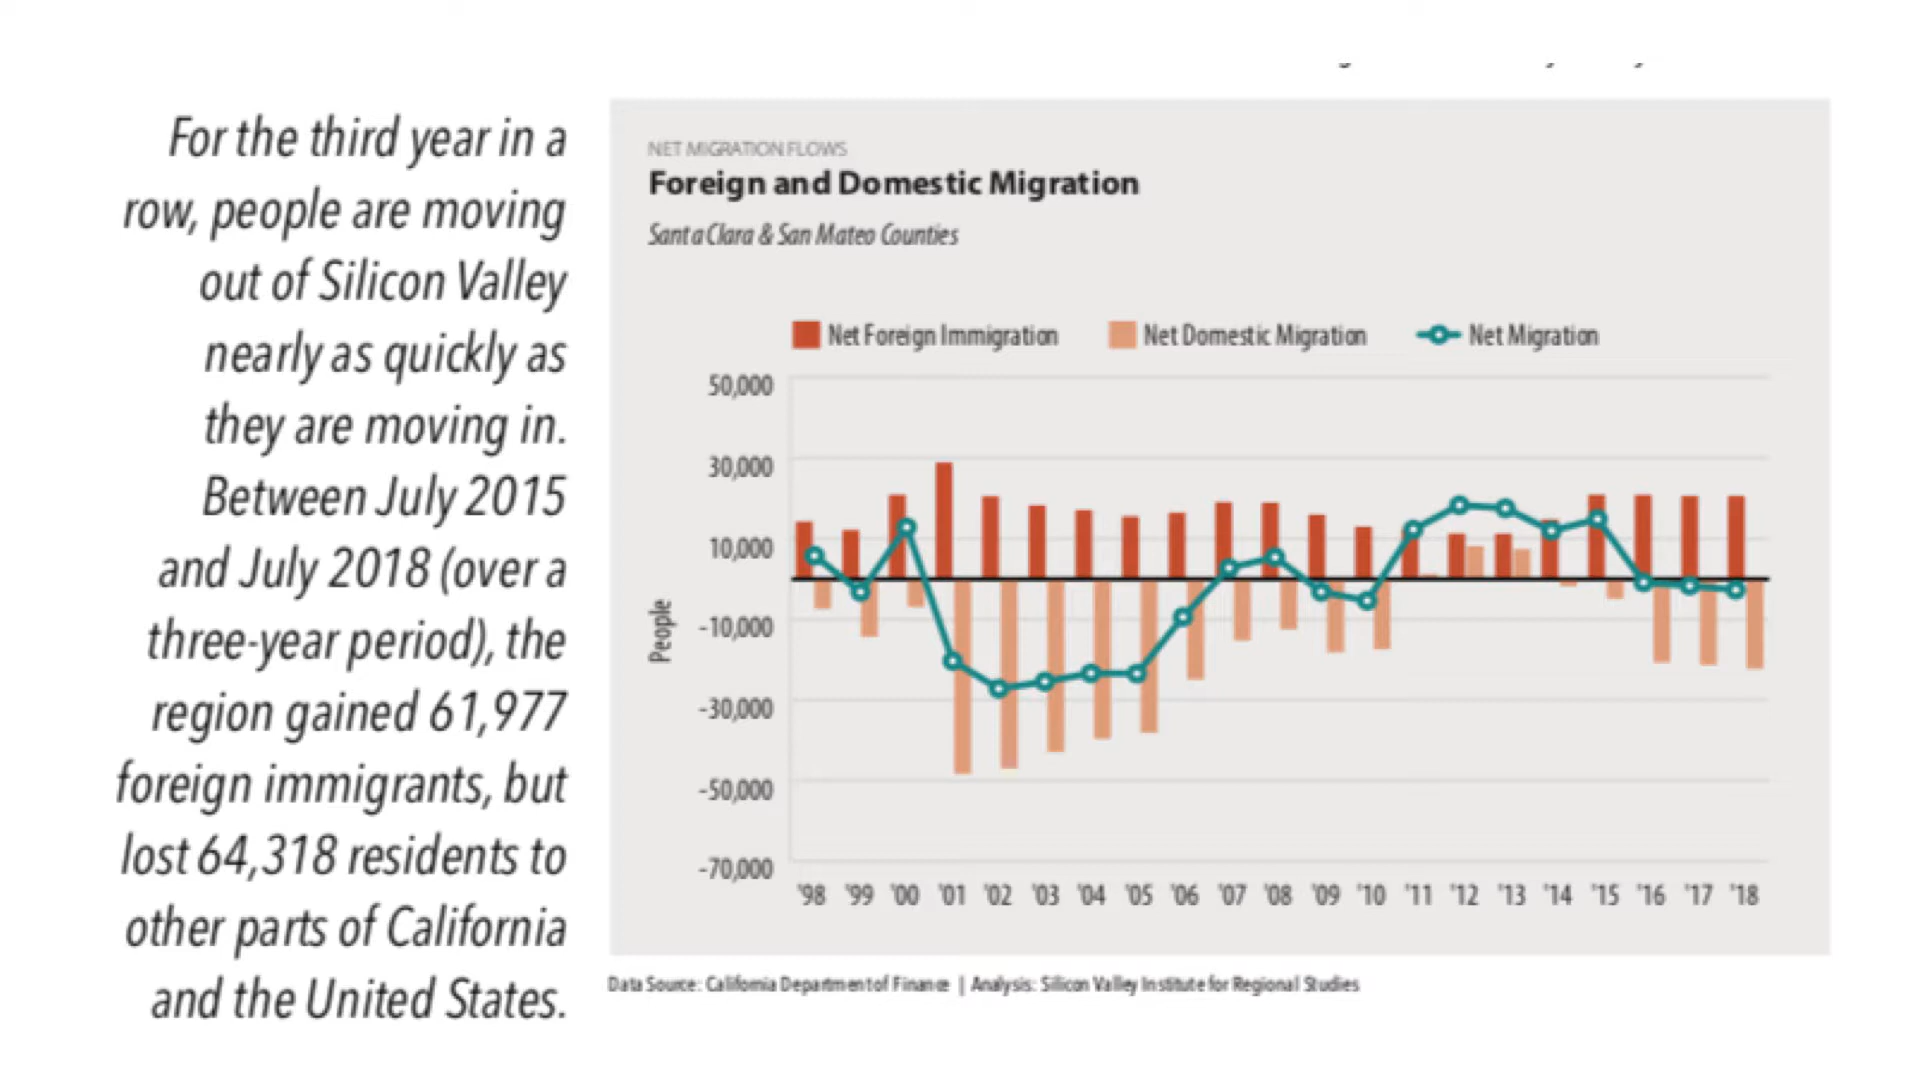 For the third year in a
row, people are moving
out of Silicon Valley
nearly as quickly as
they are moving in.
Between July 2015
and July 2018 (over a
three-year period), the
region gained 61,977
foreign immigrants, but
lost 64,318 residents to
other parts of California
and the United States.
NET MIGRATION FLOWS
Foreign and Domestic Migration
Santa Clara & San Mateo Counties
Net Foreign Immigration Net Domestic Migration Net Migration
50,000
30,000
10,000
-10,000
-30,000
-50,000
-70,000
People
'98 '99 '00 '01 '02 '03 '04 '05 '06 '07 '08 '09 '10 '11 '12 '13 '14 '15 '16 '17 '18
Data Source: California Department of Finance | Analysis: Silicon Valley Institute for Regional Studies